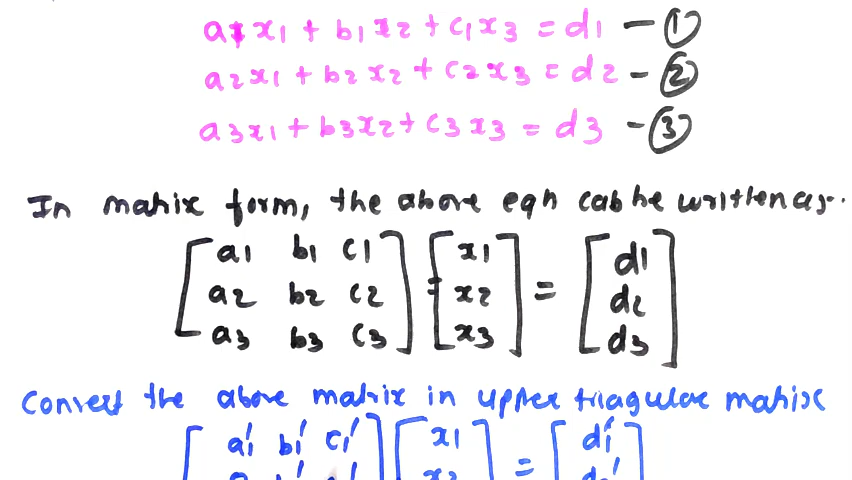 a1x1 + b1x2 + c1x3 = d1 - ①
a2x1 + b2x2 + c2x3 = d2 - ②
a3x1 + b3x2 + c3x3 = d3 - ③
In matrix form, the above eqn cab be written as..
[a1 b1 c1] [x1] [d1]
[a2 b2 c2] [x2] = [d2]
[a3 b3 c3] [x3] [d3]
Convert the above matrix in upper triagular matrix
[a1' b1' c1'] [x1] = [d1']